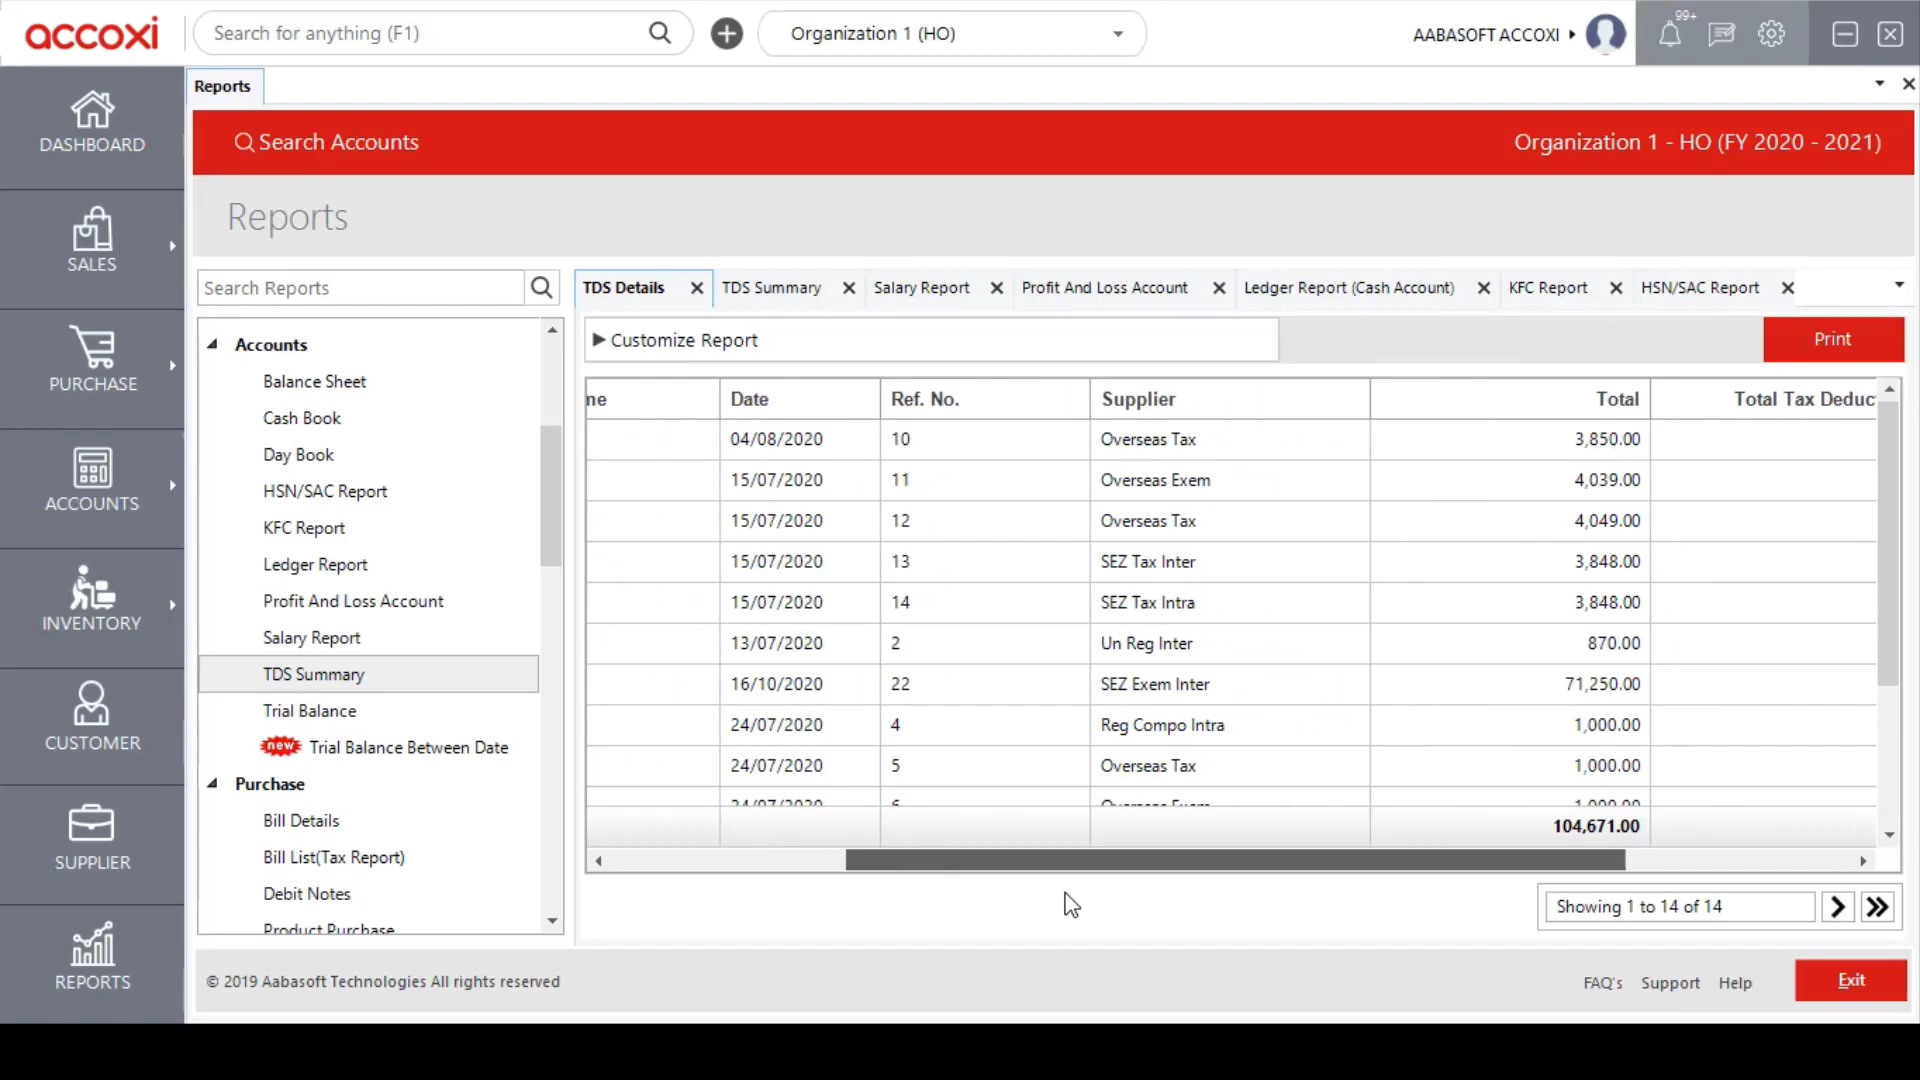 accoxi
Search for anything (F1)
Organization 1 (HO)
AABASOFT ACCOXI
99+
Reports
Search Accounts
Organization 1 - HO (FY 2020 - 2021)
Reports
DASHBOARD
SALES
PURCHASE
ACCOUNTS
INVENTORY
CUSTOMER
SUPPLIER
REPORTS
Search Reports
Accounts
Balance Sheet
Cash Book
Day Book
HSN/SAC Report
KFC Report
Ledger Report
Profit And Loss Account
Salary Report
TDS Summary
Trial Balance
new Trial Balance Between Date
Purchase
Bill Details
Bill List(Tax Report)
Debit Notes
Product Purchase
TDS Details TDS Summary Salary Report Profit And Loss Account Ledger Report (Cash Account) KFC Report HSN/SAC Report
Customize Report
Print
ne Date Ref. No. Supplier Total Total Tax Deduc
04/08/2020 10 Overseas Tax 3,850.00
15/07/2020 11 Overseas Exem 4,039.00
15/07/2020 12 Overseas Tax 4,049.00
15/07/2020 13 SEZ Tax Inter 3,848.00
15/07/2020 14 SEZ Tax Intra 3,848.00
13/07/2020 2 Un Reg Inter 870.00
16/10/2020 22 SEZ Exem Inter 71,250.00
24/07/2020 4 Reg Compo Intra 1,000.00
24/07/2020 5 Overseas Tax 1,000.00
24/07/2020 6 Overseas Exem 1,000.00
104,671.00
Showing 1 to 14 of 14
© 2019 Aabasoft Technologies All rights reserved
FAQ's Support Help
Exit